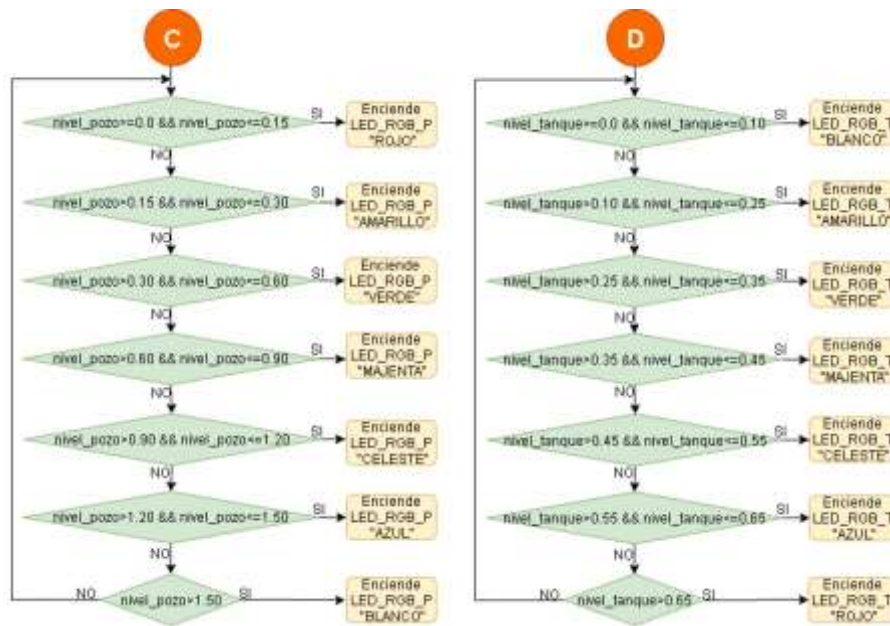 C
nivel_pozo>=0.0 && nivel_pozo<=0.15
SI
Enciende
LED_RGB_P
"ROJO"
NO
nivel_pozo>0.15 && nivel_pozo<=0.30
SI
Enciende
LED_RGB_P
"AMARILLO"
NO
nivel_pozo>0.30 && nivel_pozo<=0.60
SI
Enciende
LED_RGB_P
"VERDE"
NO
nivel_pozo>0.60 && nivel_pozo<=0.90
SI
Enciende
LED_RGB_P
"MAJENTA"
NO
nivel_pozo>0.90 && nivel_pozo<=1.20
SI
Enciende
LED_RGB_P
"CELESTE"
NO
nivel_pozo>1.20 && nivel_pozo<=1.50
SI
Enciende
LED_RGB_P
"AZUL"
NO
NO
nivel_pozo>1.50
SI
Enciende
LED_RGB_P
"BLANCO"
D
nivel_tanque>=0.0 && nivel_tanque<=0.10
SI
Enciende
LED_RGB_T
"BLANCO"
NO
nivel_tanque>0.10 && nivel_tanque<=0.25
SI
Enciende
LED_RGB_T
"AMARILLO"
NO
nivel_tanque>0.25 && nivel_tanque<=0.35
SI
Enciende
LED_RGB_T
"VERDE"
NO
nivel_tanque>0.35 && nivel_tanque<=0.45
SI
Enciende
LED_RGB_T
"MAJENTA"
NO
nivel_tanque>0.45 && nivel_tanque<=0.55
SI
Enciende
LED_RGB_T
"CELESTE"
NO
nivel_tanque>0.55 && nivel_tanque<=0.65
SI
Enciende
LED_RGB_T
"AZUL"
NO
NO
nivel_tanque>0.65
SI
Enciende
LED_RGB_T
"ROJO"